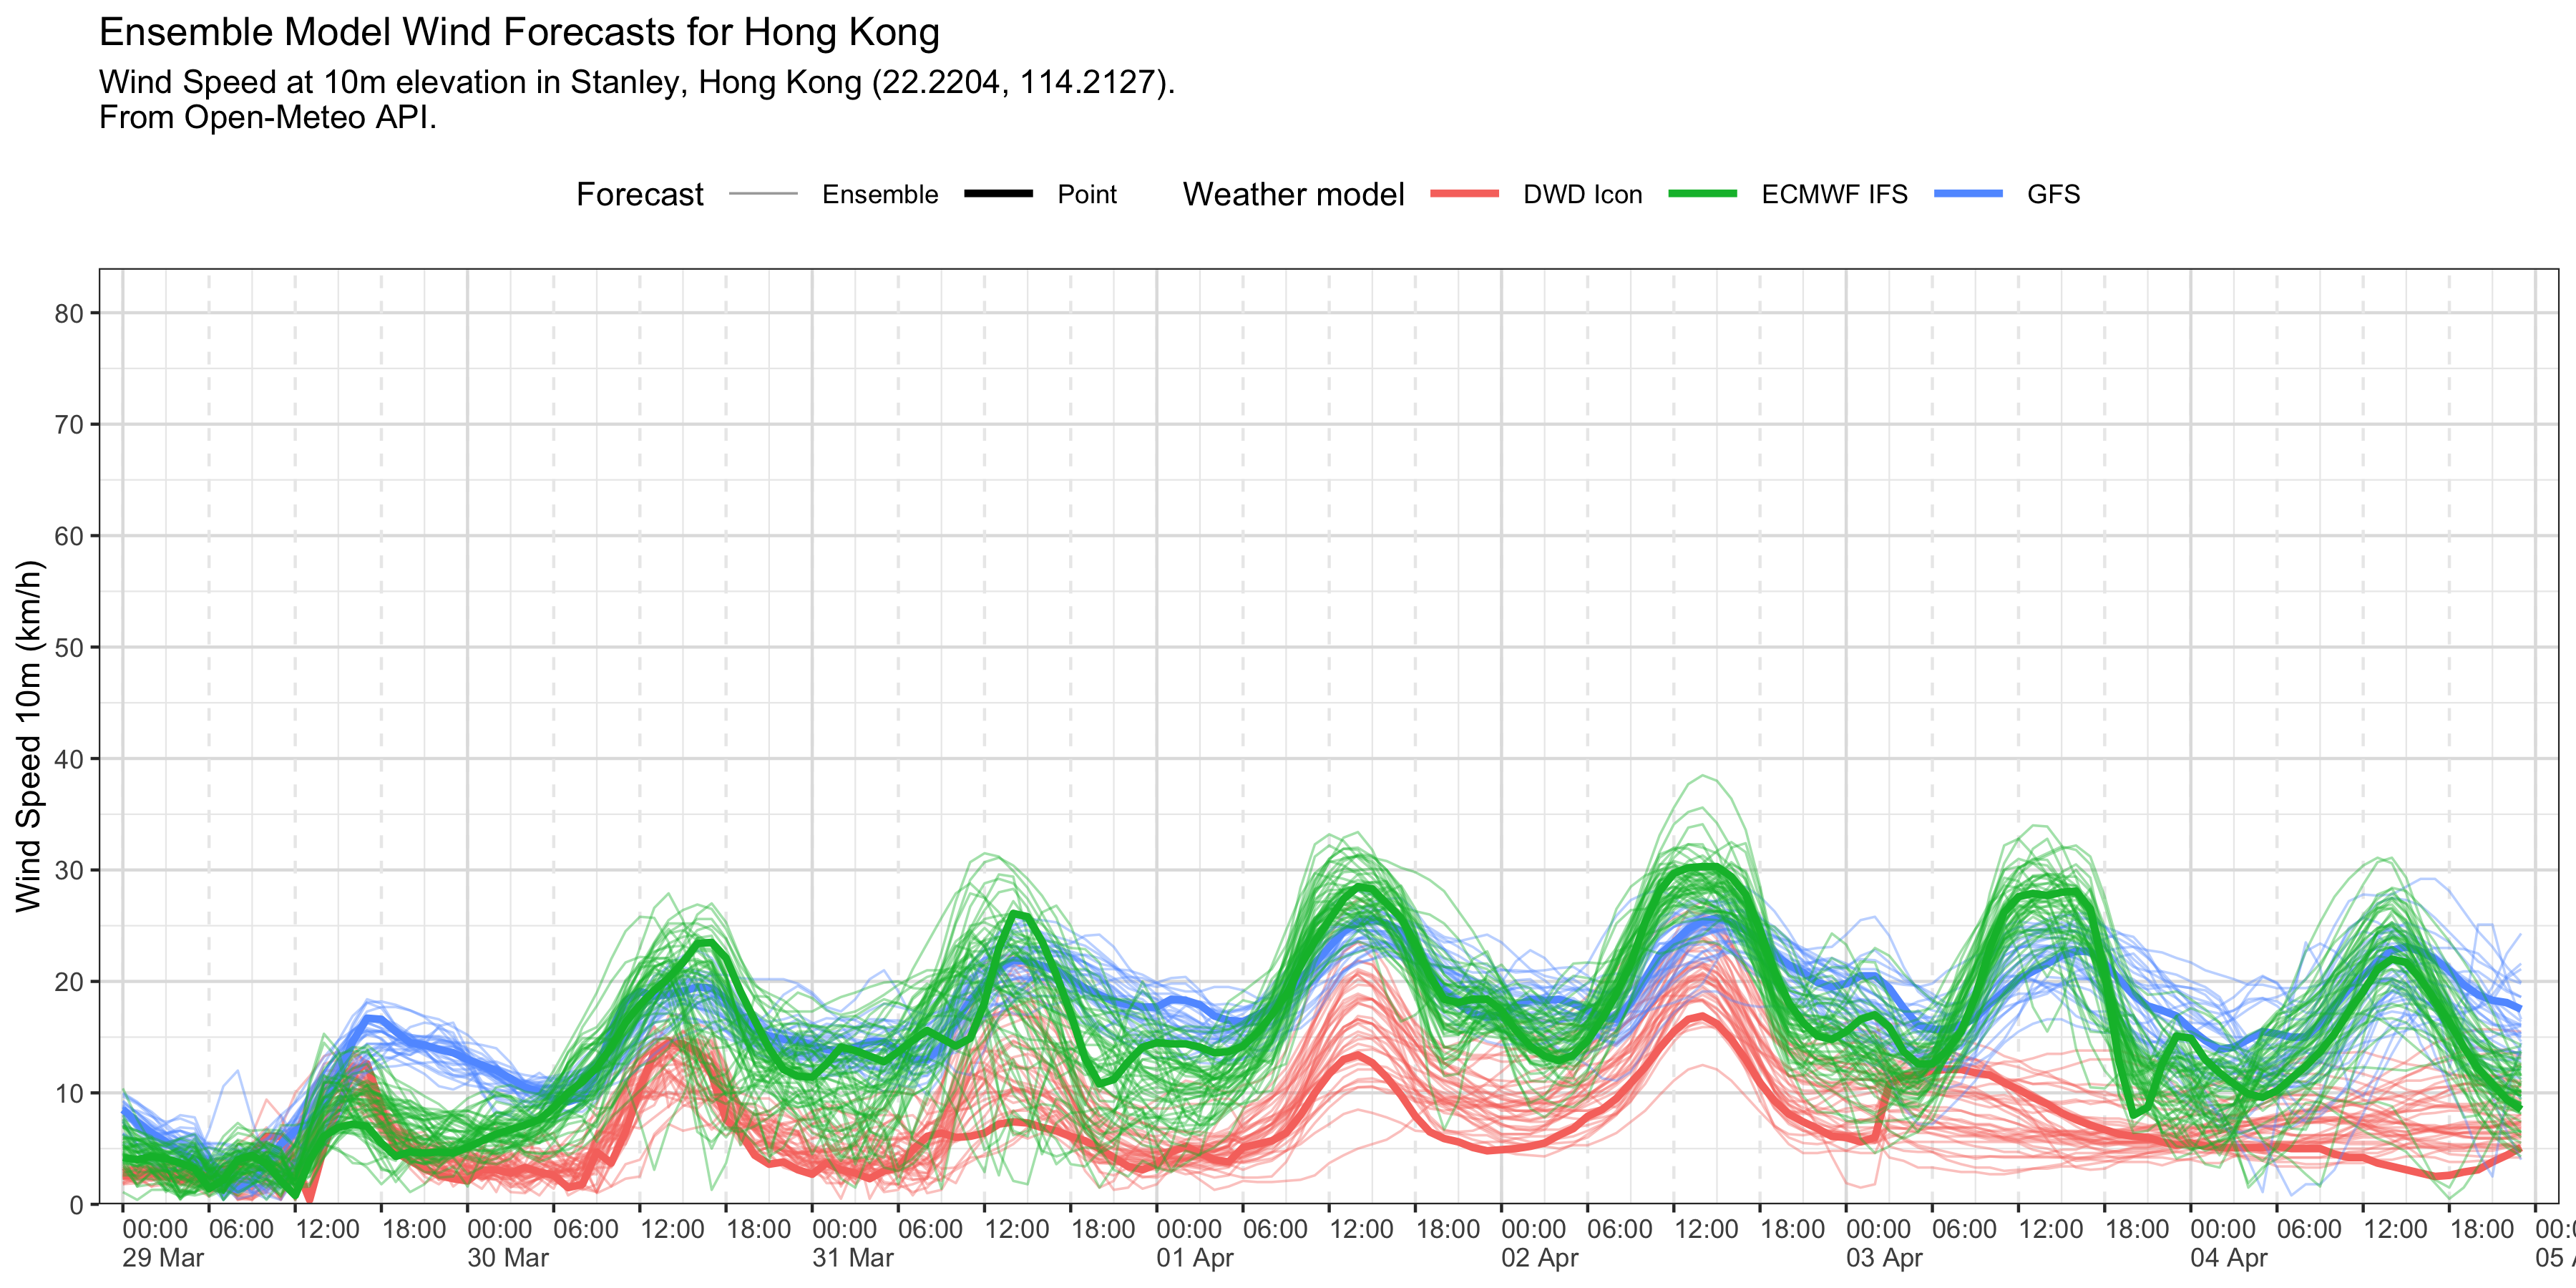 Ensemble Model Wind Forecasts for Hong Kong
Wind Speed at 10m elevation in Stanley, Hong Kong (22.2204, 114.2127).
From Open-Meteo API.
Forecast Ensemble Point Weather model DWD Icon ECMWF IFS GFS
Wind Speed 10m (km/h)
80
70
60
50
40
30
20
10
0
00:00 06:00 12:00 18:00 00:00 06:00 12:00 18:00 00:00 06:00 12:00 18:00 00:00 06:00 12:00 18:00 00:00 06:00 12:00 18:00 00:00 06:00 12:00 18:00 00:00 06:00 12:00 18:00
29 Mar 30 Mar 31 Mar 01 Apr 02 Apr 03 Apr 04 Apr 05